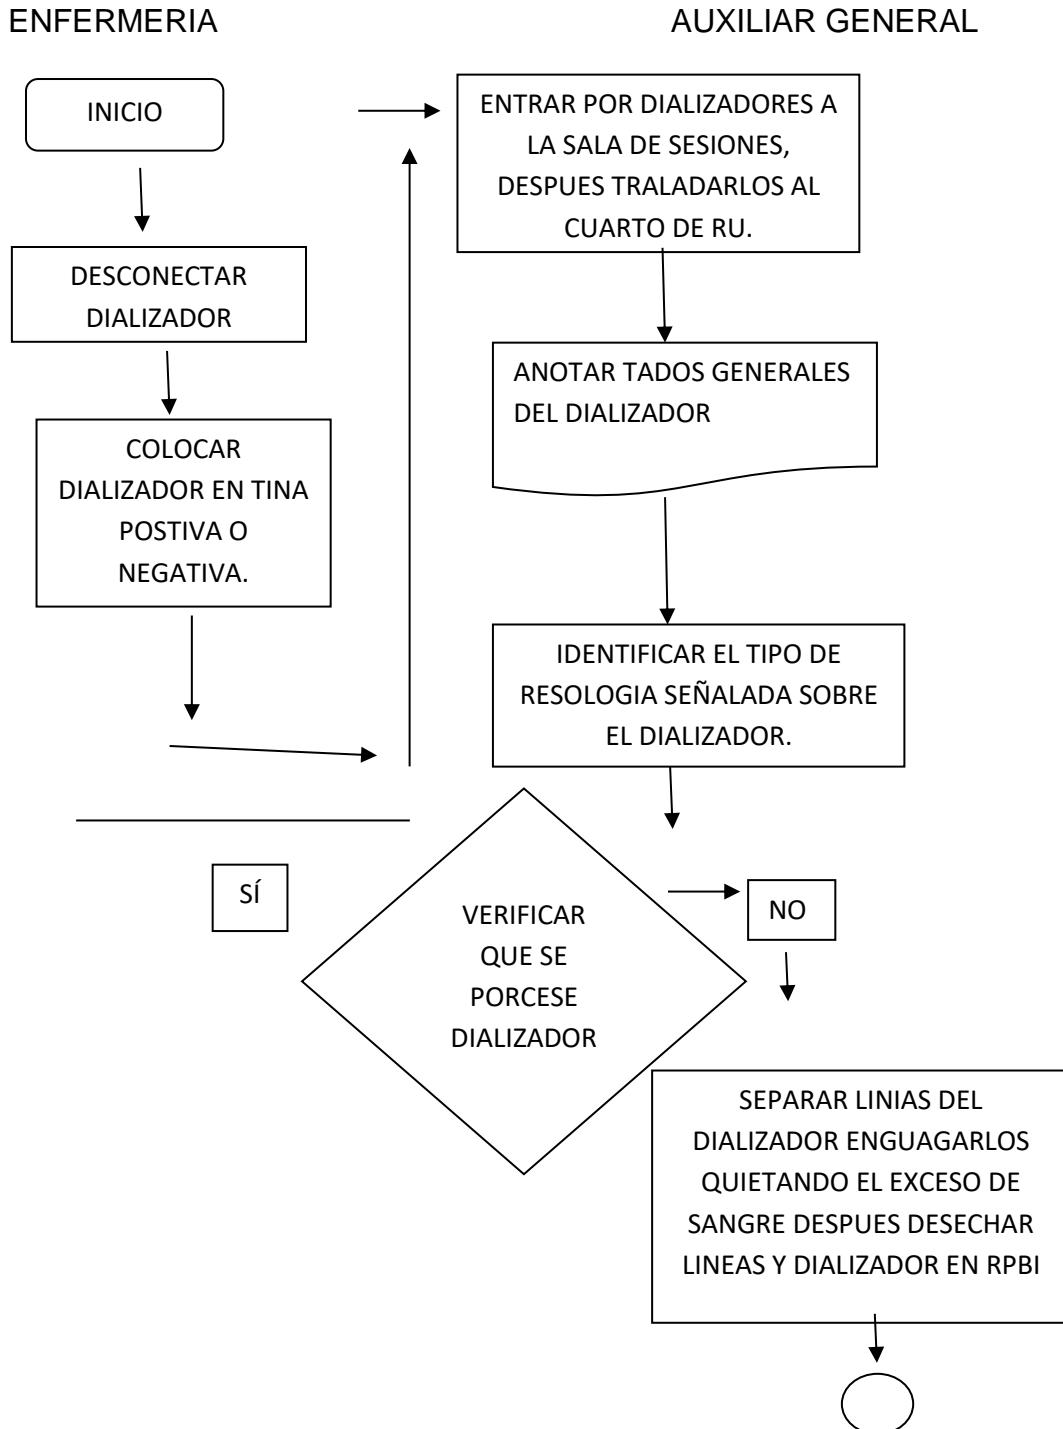 ENFERMERIA
AUXILIAR GENERAL
INICIO
DESCONECTAR
DIALIZADOR
COLOCAR
DIALIZADOR EN TINA
POSTIVA O
NEGATIVA.
ENTRAR POR DIALIZADORES A
LA SALA DE SESIONES,
DESPUES TRALADARLOS AL
CUARTO DE RU.
ANOTAR TADOS GENERALES
DEL DIALIZADOR
IDENTIFICAR EL TIPO DE
RESOLOGIA SEÑALADA SOBRE
EL DIALIZADOR.
SÍ
VERIFICAR
QUE SE
PORCESE
DIALIZADOR
NO
SEPARAR LINIAS DEL
DIALIZADOR ENGUAGARLOS
QUIETANDO EL EXCESO DE
SANGRE DESPUES DESECHAR
LINEAS Y DIALIZADOR EN RPBI